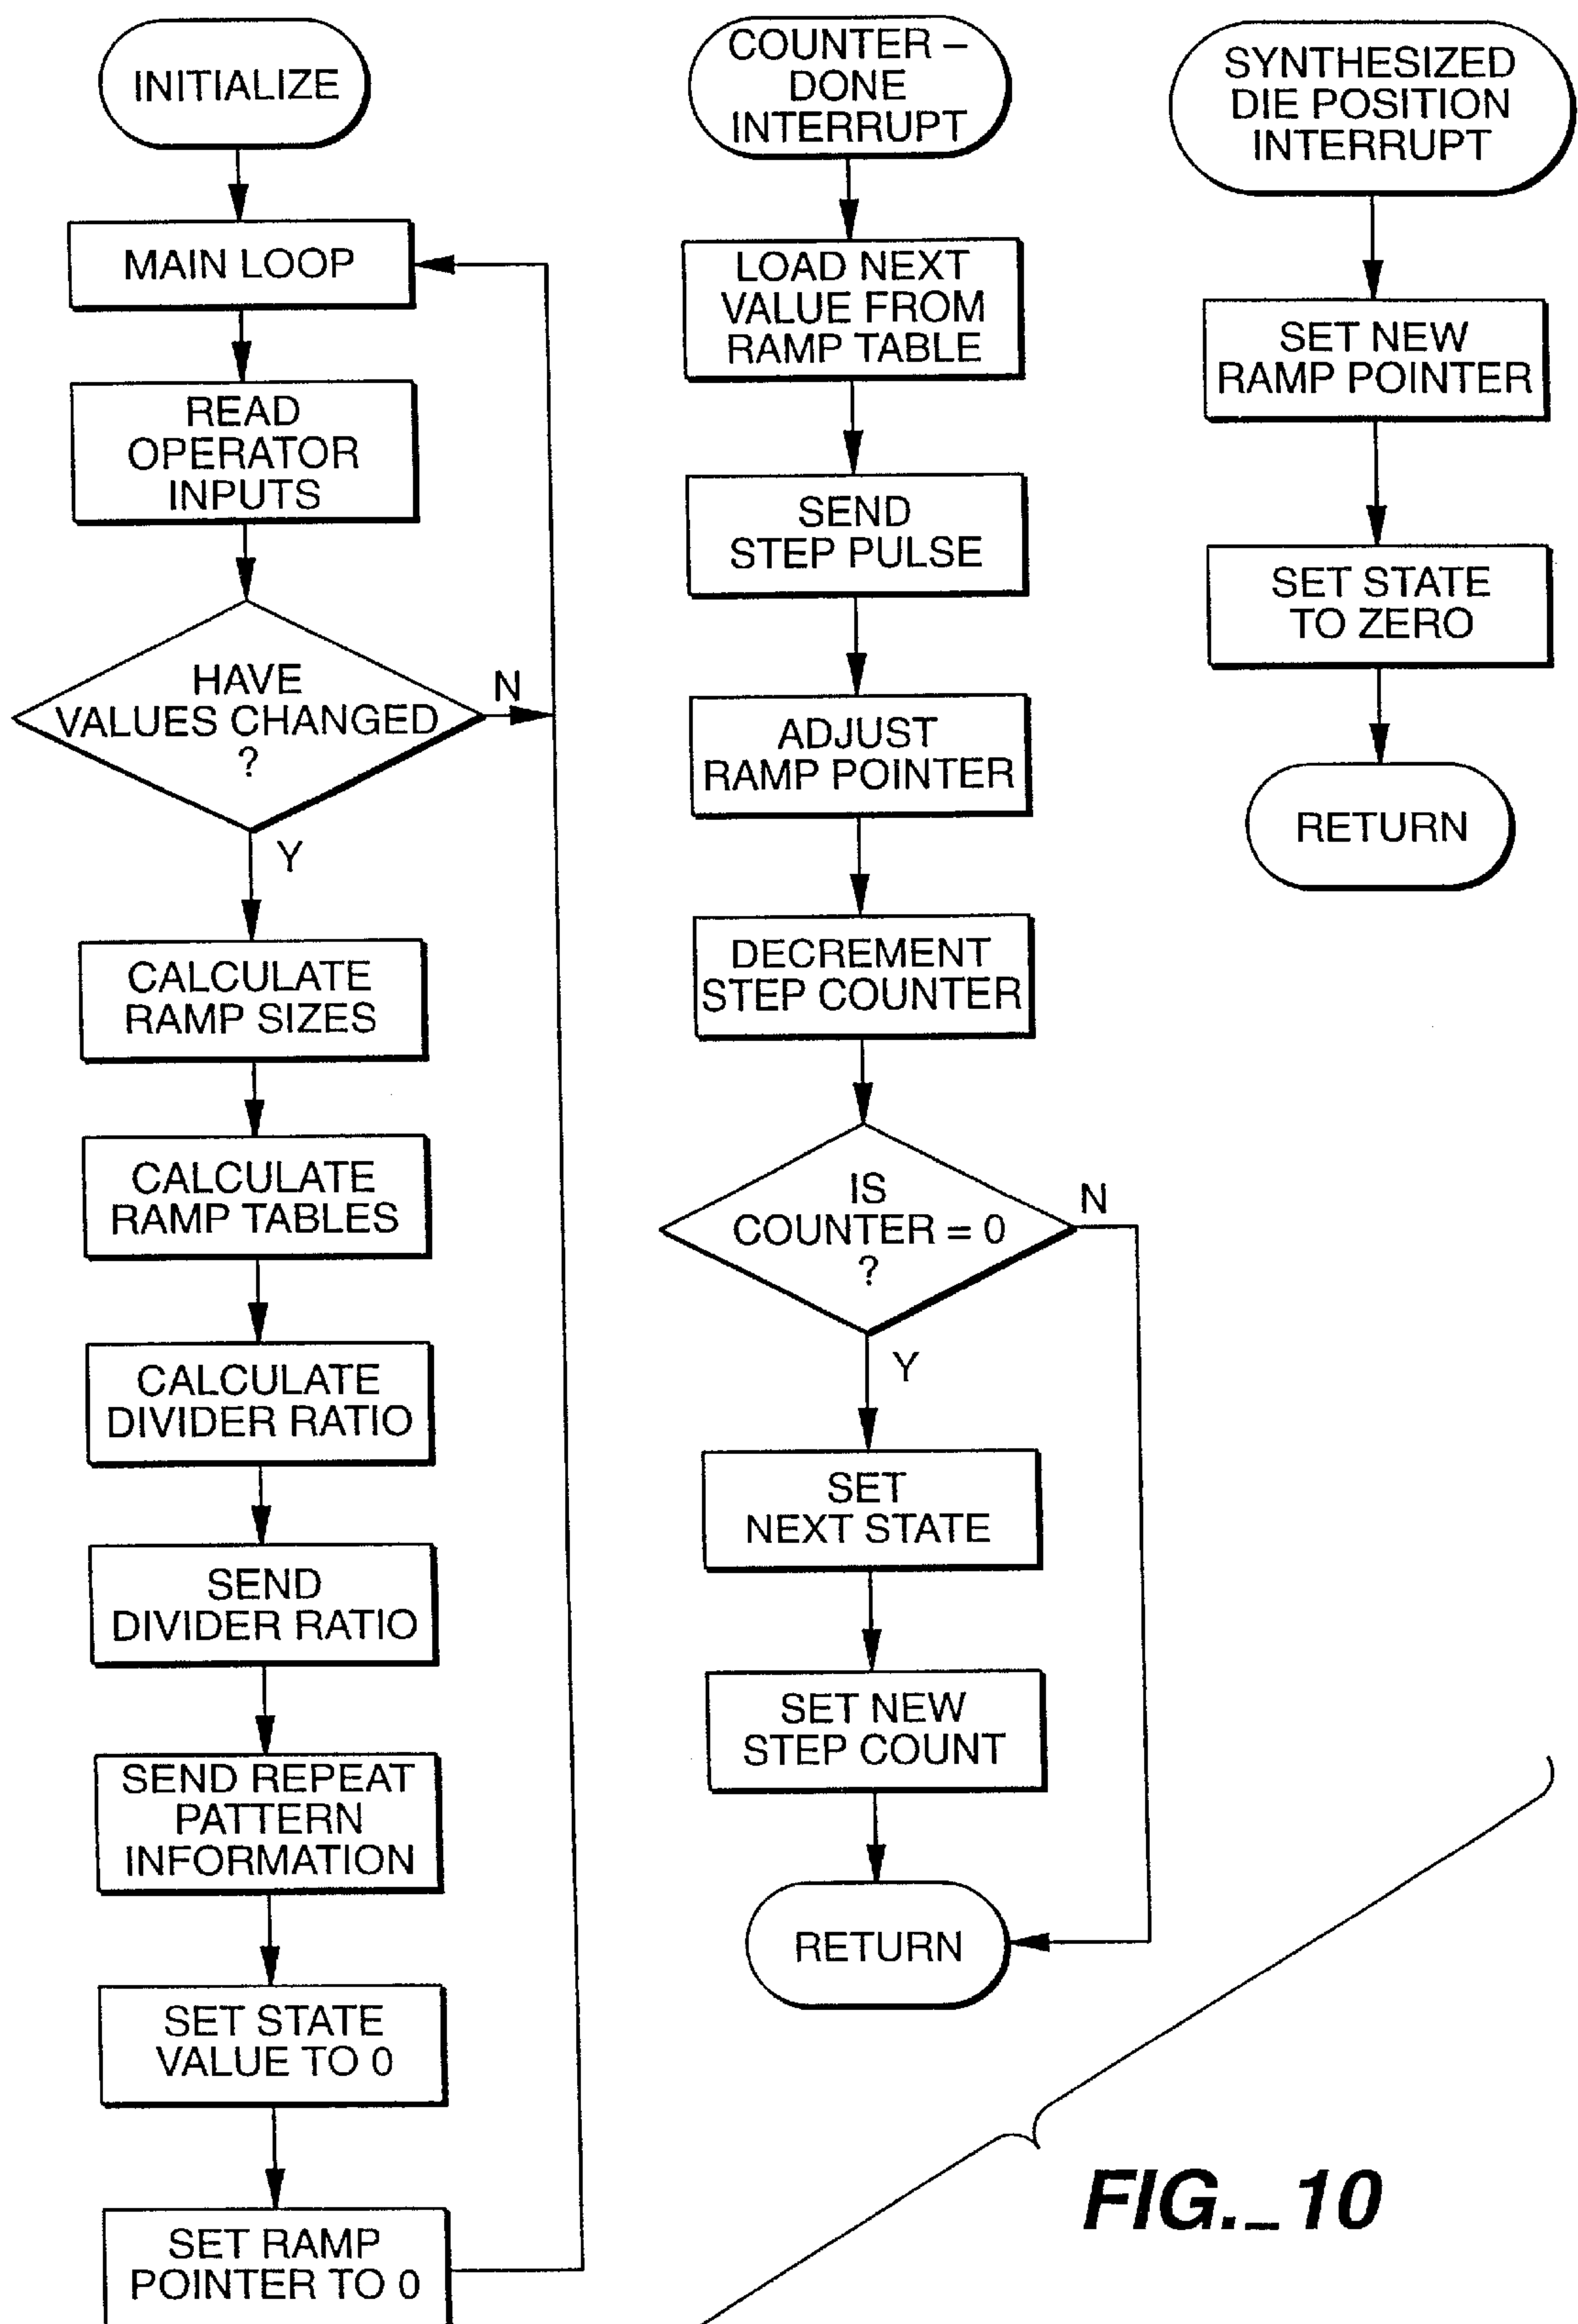 INITIALIZE
MAIN LOOP
READ
OPERATOR
INPUTS
HAVE
VALUES CHANGED
?
N
Y
CALCULATE
RAMP SIZES
CALCULATE
RAMP TABLES
CALCULATE
DIVIDER RATIO
SEND
DIVIDER RATIO
SEND REPEAT
PATTERN
INFORMATION
SET STATE
VALUE TO 0
SET RAMP
POINTER TO 0
COUNTER –
DONE
INTERRUPT
LOAD NEXT
VALUE FROM
RAMP TABLE
SEND
STEP PULSE
ADJUST
RAMP POINTER
DECREMENT
STEP COUNTER
IS
COUNTER = 0
?
N
Y
SET
NEXT STATE
SET NEW
STEP COUNT
RETURN
SYNTHESIZED
DIE POSITION
INTERRUPT
SET NEW
RAMP POINTER
SET STATE
TO ZERO
RETURN
FIG._10